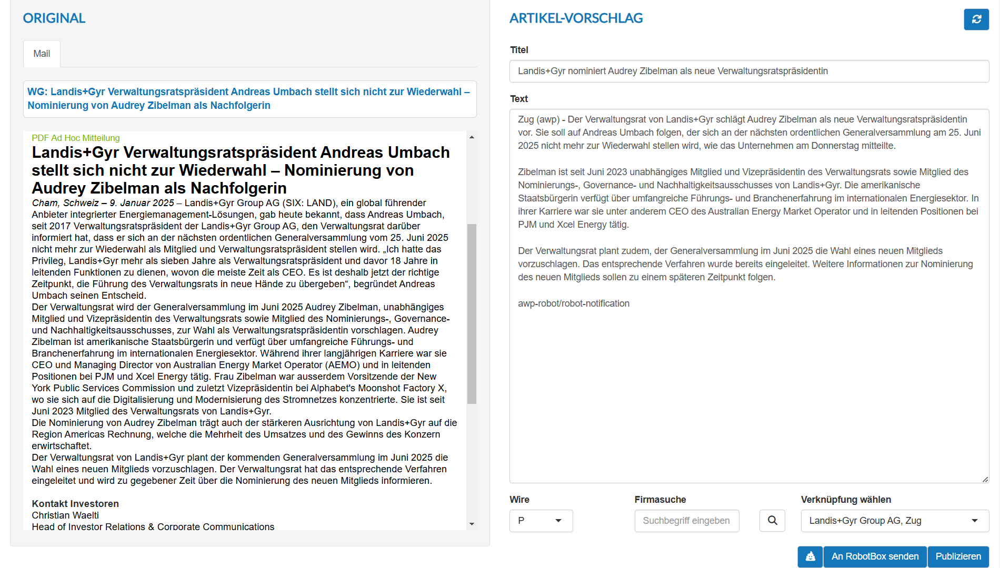 ORIGINAL
Mail
WG: Landis+Gyr Verwaltungsratspräsident Andreas Umbach stellt sich nicht zur Wiederwahl –
Nominierung von Audrey Zibelman als Nachfolgerin
PDF Ad Hoc Mitteilung
Landis+Gyr Verwaltungsratspräsident Andreas Umbach
stellt sich nicht zur Wiederwahl – Nominierung von
Audrey Zibelman als Nachfolgerin
Cham, Schweiz – 9. Januar 2025 – Landis+Gyr Group AG (SIX: LAND), ein global führender
Anbieter integrierter Energiemanagement-Lösungen, gab heute bekannt, dass Andreas Umbach,
seit 2017 Verwaltungsratspräsident der Landis+Gyr Group AG, den Verwaltungsrat darüber
informiert hat, dass er sich an der nächsten ordentlichen Generalversammlung vom 25. Juni 2025
nicht mehr zur Wiederwahl als Mitglied und Verwaltungsratspräsident stellen wird. „Ich hatte das
Privileg, Landis+Gyr mehr als sieben Jahre als Verwaltungsratspräsident und davor 18 Jahre in
leitenden Funktionen zu dienen, wovon die meiste Zeit als CEO. Es ist deshalb jetzt der richtige
Zeitpunkt, die Führung des Verwaltungsrats in neue Hände zu übergeben“, begründet Andreas
Umbach seinen Entscheid.
Der Verwaltungsrat wird der Generalversammlung im Juni 2025 Audrey Zibelman, unabhängiges
Mitglied und Vizepräsidentin des Verwaltungsrats sowie Mitglied des Nominierungs-, Governance-
und Nachhaltigkeitsausschusses, zur Wahl als Verwaltungsratspräsidentin vorschlagen. Audrey
Zibelman ist amerikanische Staatsbürgerin und verfügt über umfangreiche Führungs- und
Branchenerfahrung im internationalen Energiesektor. Während ihrer langjährigen Karriere war sie
CEO und Managing Director von Australian Energy Market Operator (AEMO) und in leitenden
Positionen bei PJM und Xcel Energy tätig. Frau Zibelman war ausserdem Vorsitzende der New
York Public Services Commission und zuletzt Vizepräsidentin bei Alphabet's Moonshot Factory X,
wo sie sich auf die Digitalisierung und Modernisierung des Stromnetzes konzentrierte. Sie ist seit
Juni 2023 Mitglied des Verwaltungsrats von Landis+Gyr.
Die Nominierung von Audrey Zibelman trägt auch der stärkeren Ausrichtung von Landis+Gyr auf die
Region Americas Rechnung, welche die Mehrheit des Umsatzes und des Gewinns des Konzern
erwirtschaftet.
Der Verwaltungsrat von Landis+Gyr plant der kommenden Generalversammlung im Juni 2025 die
Wahl eines neuen Mitglieds vorzuschlagen. Der Verwaltungsrat hat das entsprechende Verfahren
eingeleitet und wird zu gegebener Zeit über die Nominierung des neuen Mitglieds informieren.
Kontakt Investoren
Christian Waelti
Head of Investor Relations & Corporate Communications
ARTIKEL-VORSCHLAG
Titel
Landis+Gyr nominiert Audrey Zibelman als neue Verwaltungsratspräsidentin
Text
Zug (awp) - Der Verwaltungsrat von Landis+Gyr schlägt Audrey Zibelman als neue Verwaltungsratspräsidentin
vor. Sie soll auf Andreas Umbach folgen, der sich an der nächsten ordentlichen Generalversammlung am 25. Juni
2025 nicht mehr zur Wiederwahl stellen wird, wie das Unternehmen am Donnerstag mitteilte.
Zibelman ist seit Juni 2023 unabhängiges Mitglied und Vizepräsidentin des Verwaltungsrats sowie Mitglied des
Nominierungs-, Governance- und Nachhaltigkeitsausschusses von Landis+Gyr. Die amerikanische
Staatsbürgerin verfügt über umfangreiche Führungs- und Branchenerfahrung im internationalen Energiesektor. In
ihrer Karriere war sie unter anderem CEO des Australian Energy Market Operator und in leitenden Positionen bei
PJM und Xcel Energy tätig.
Der Verwaltungsrat plant zudem, der Generalversammlung im Juni 2025 die Wahl eines neuen Mitglieds
vorzuschlagen. Das entsprechende Verfahren wurde bereits eingeleitet. Weitere Informationen zur Nominierung
des neuen Mitglieds sollen zu einem späteren Zeitpunkt folgen.
awp-robot/robot-notification
Wire
P
Firmasuche
Suchbegriff eingeben
Verknüpfung wählen
Landis+Gyr Group AG, Zug
An RobotBox senden
Publizieren